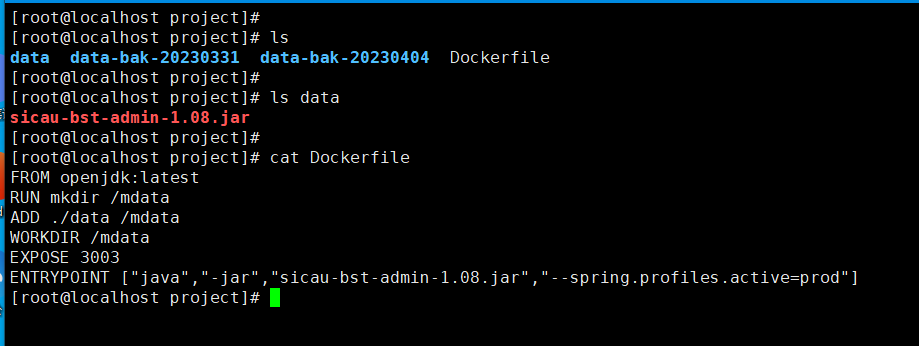 [root@localhost project]#
[root@localhost project]# ls
data  data-bak-20230331  data-bak-20230404  Dockerfile
[root@localhost project]#
[root@localhost project]# ls data
sicau-bst-admin-1.08.jar
[root@localhost project]#
[root@localhost project]# cat Dockerfile
FROM openjdk:latest
RUN mkdir /mdata
ADD ./data /mdata
WORKDIR /mdata
EXPOSE 3003
ENTRYPOINT ["java","-jar","sicau-bst-admin-1.08.jar","--spring.profiles.active=prod"]
[root@localhost project]#